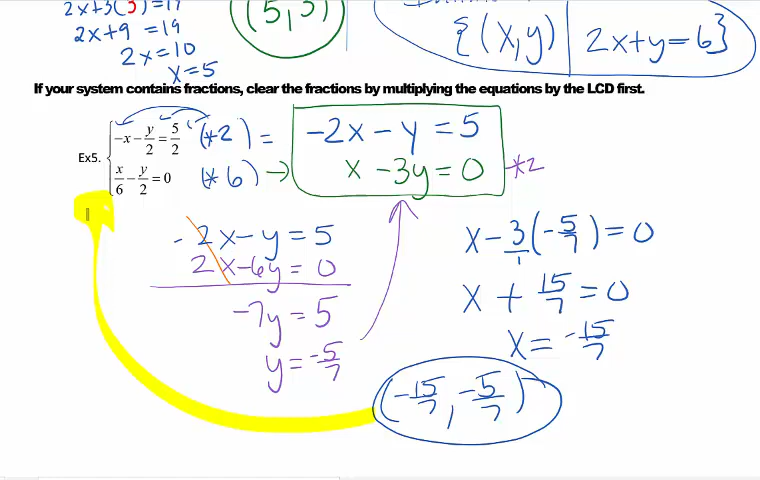 2x+3(3)=19
2x+9 = 19
2x=10
x=5
(5,3)
{(x,y) | 2x+y=6}
If your system contains fractions, clear the fractions by multiplying the equations by the LCD first.
Ex5.
-x - y/2 = 5/2 (*2) = -2x - y = 5
x/6 - y/2 = 0 (*6) → x - 3y = 0 *2
-2x - y = 5
2x - 6y = 0
-7y = 5
y = -5/7
x - 3/1(-5/7) = 0
x + 15/7 = 0
x = -15/7
(-15/7, -5/7)